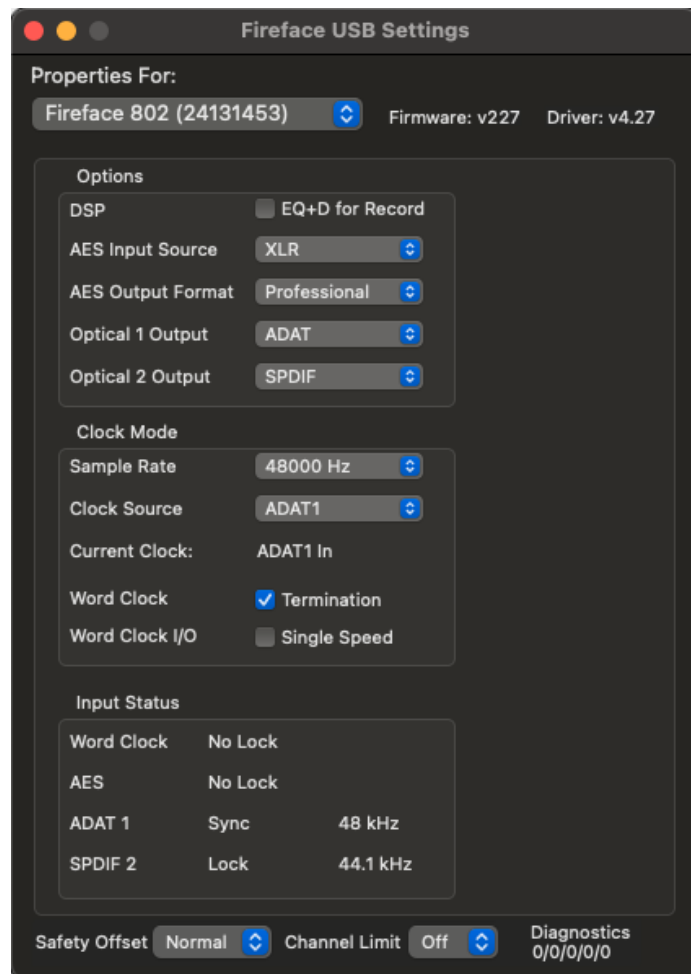 Fireface USB Settings
Properties For:
Fireface 802 (24131453) Firmware: v227 Driver: v4.27
Options
DSP EQ+D for Record
AES Input Source XLR
AES Output Format Professional
Optical 1 Output ADAT
Optical 2 Output SPDIF
Clock Mode
Sample Rate 48000 Hz
Clock Source ADAT1
Current Clock: ADAT1 In
Word Clock Termination
Word Clock I/O Single Speed
Input Status
Word Clock No Lock
AES No Lock
ADAT 1 Sync 48 kHz
SPDIF 2 Lock 44.1 kHz
Safety Offset Normal Channel Limit Off Diagnostics
0/0/0/0/0